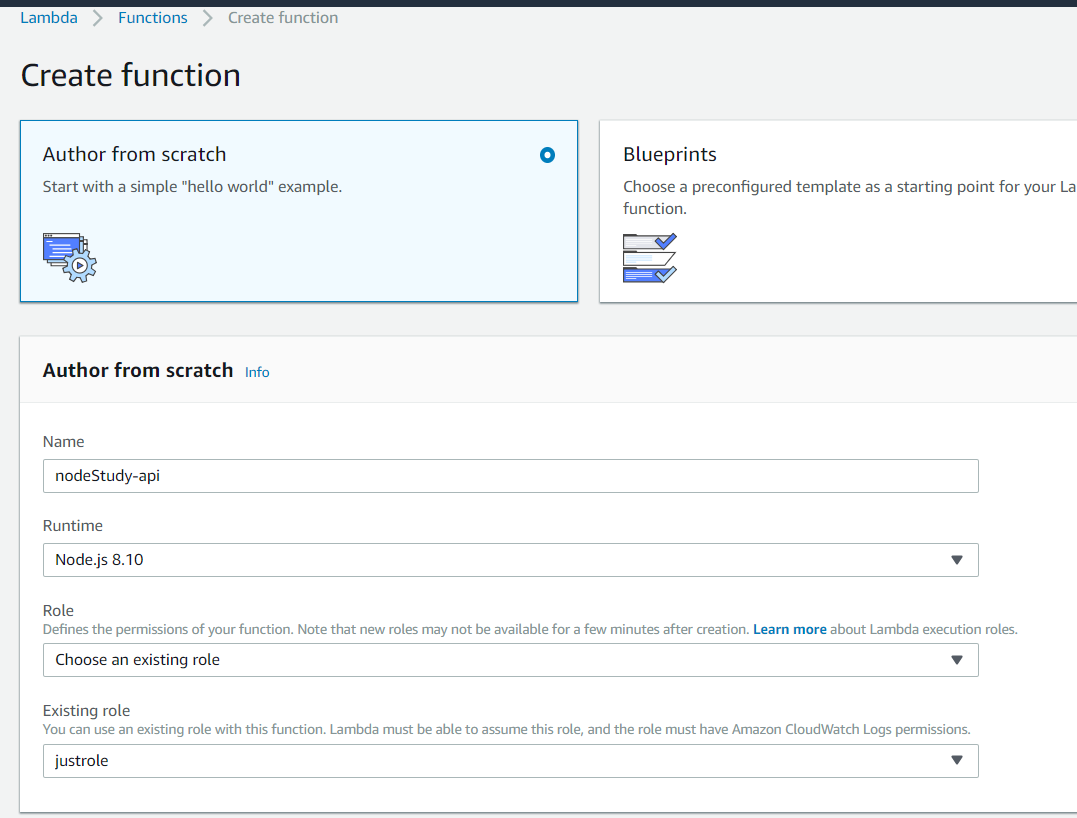 Lambda > Functions > Create function
Create function
Author from scratch
Start with a simple "hello world" example.
Blueprints
Choose a preconfigured template as a starting point for your La
function.
Author from scratch Info
Name
nodeStudy-api
Runtime
Node.js 8.10
Role
Defines the permissions of your function. Note that new roles may not be available for a few minutes after creation. Learn more about Lambda execution roles.
Choose an existing role
Existing role
You can use an existing role with this function. Lambda must be able to assume this role, and the role must have Amazon CloudWatch Logs permissions.
justrole